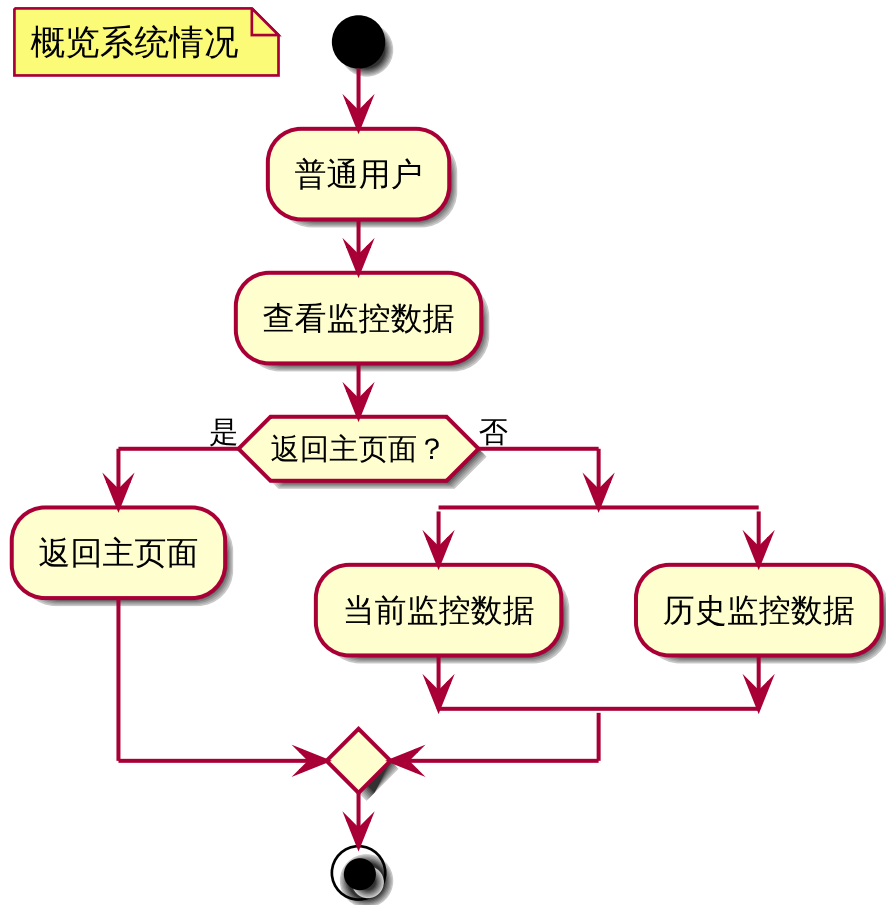 概览系统情况
普通用户
查看监控数据
是
返回主页面？
否
返回主页面
当前监控数据
历史监控数据